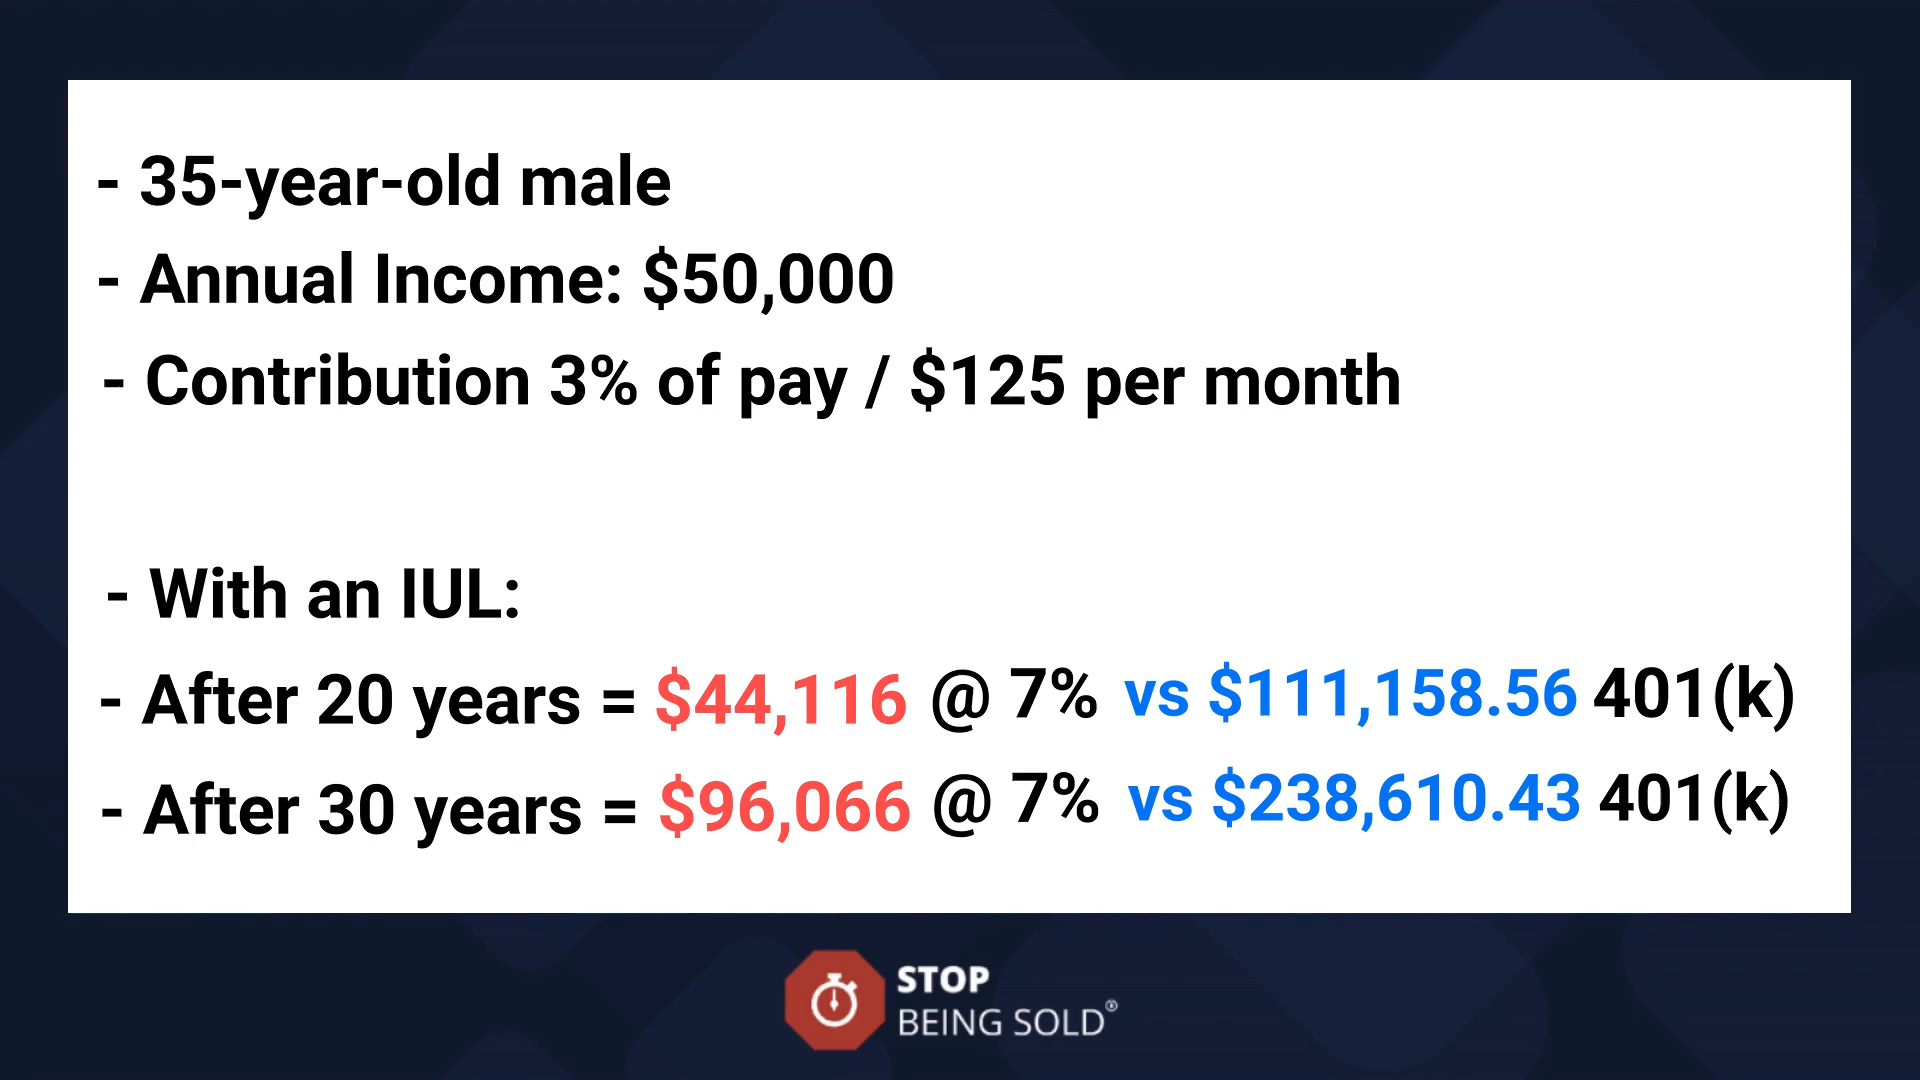 - 35-year-old male
- Annual Income: $50,000
- Contribution 3% of pay / $125 per month
- With an IUL:
- After 20 years = $44,116 @ 7% vs $111,158.56 401(k)
- After 30 years = $96,066 @ 7% vs $238,610.43 401(k)
STOP
BEING SOLD®